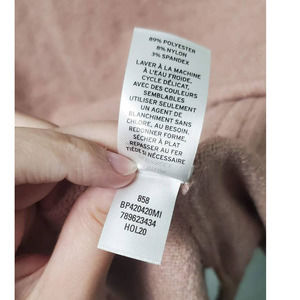 89% POLYESTER
8% NYLON
3% SPANDEX
LAVER À LA MACHINE
À L'EAU FROIDE,
CYCLE DÉLICAT,
AVEC DES COULEURS
SEMBLABLES
UTILISER SEULEMENT
UN AGENT DE
BLANCHIMENT SANS
CHLORE, AU BESOIN.
REDONNER FORME,
SÉCHER À PLAT
REPASSER AU FER
TIÈDE SI NÉCESSAIRE
858
BP420420MI
789623434
HOL20